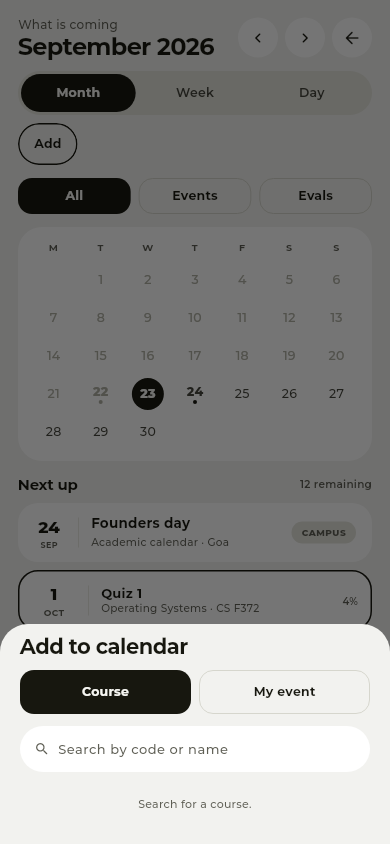 What is coming
September 2026
Month Week Day
Add
All Events Evals
M T W T F S S
1 2 3 4 5 6
7 8 9 10 11 12 13
14 15 16 17 18 19 20
21 22 23 24 25 26 27
28 29 30
Next up 12 remaining
24 SEP
Founders day
Academic calendar · Goa
CAMPUS
1 OCT
Quiz 1
Operating Systems · CS F372
4%
Add to calendar
Course My event
Search by code or name
Search for a course.